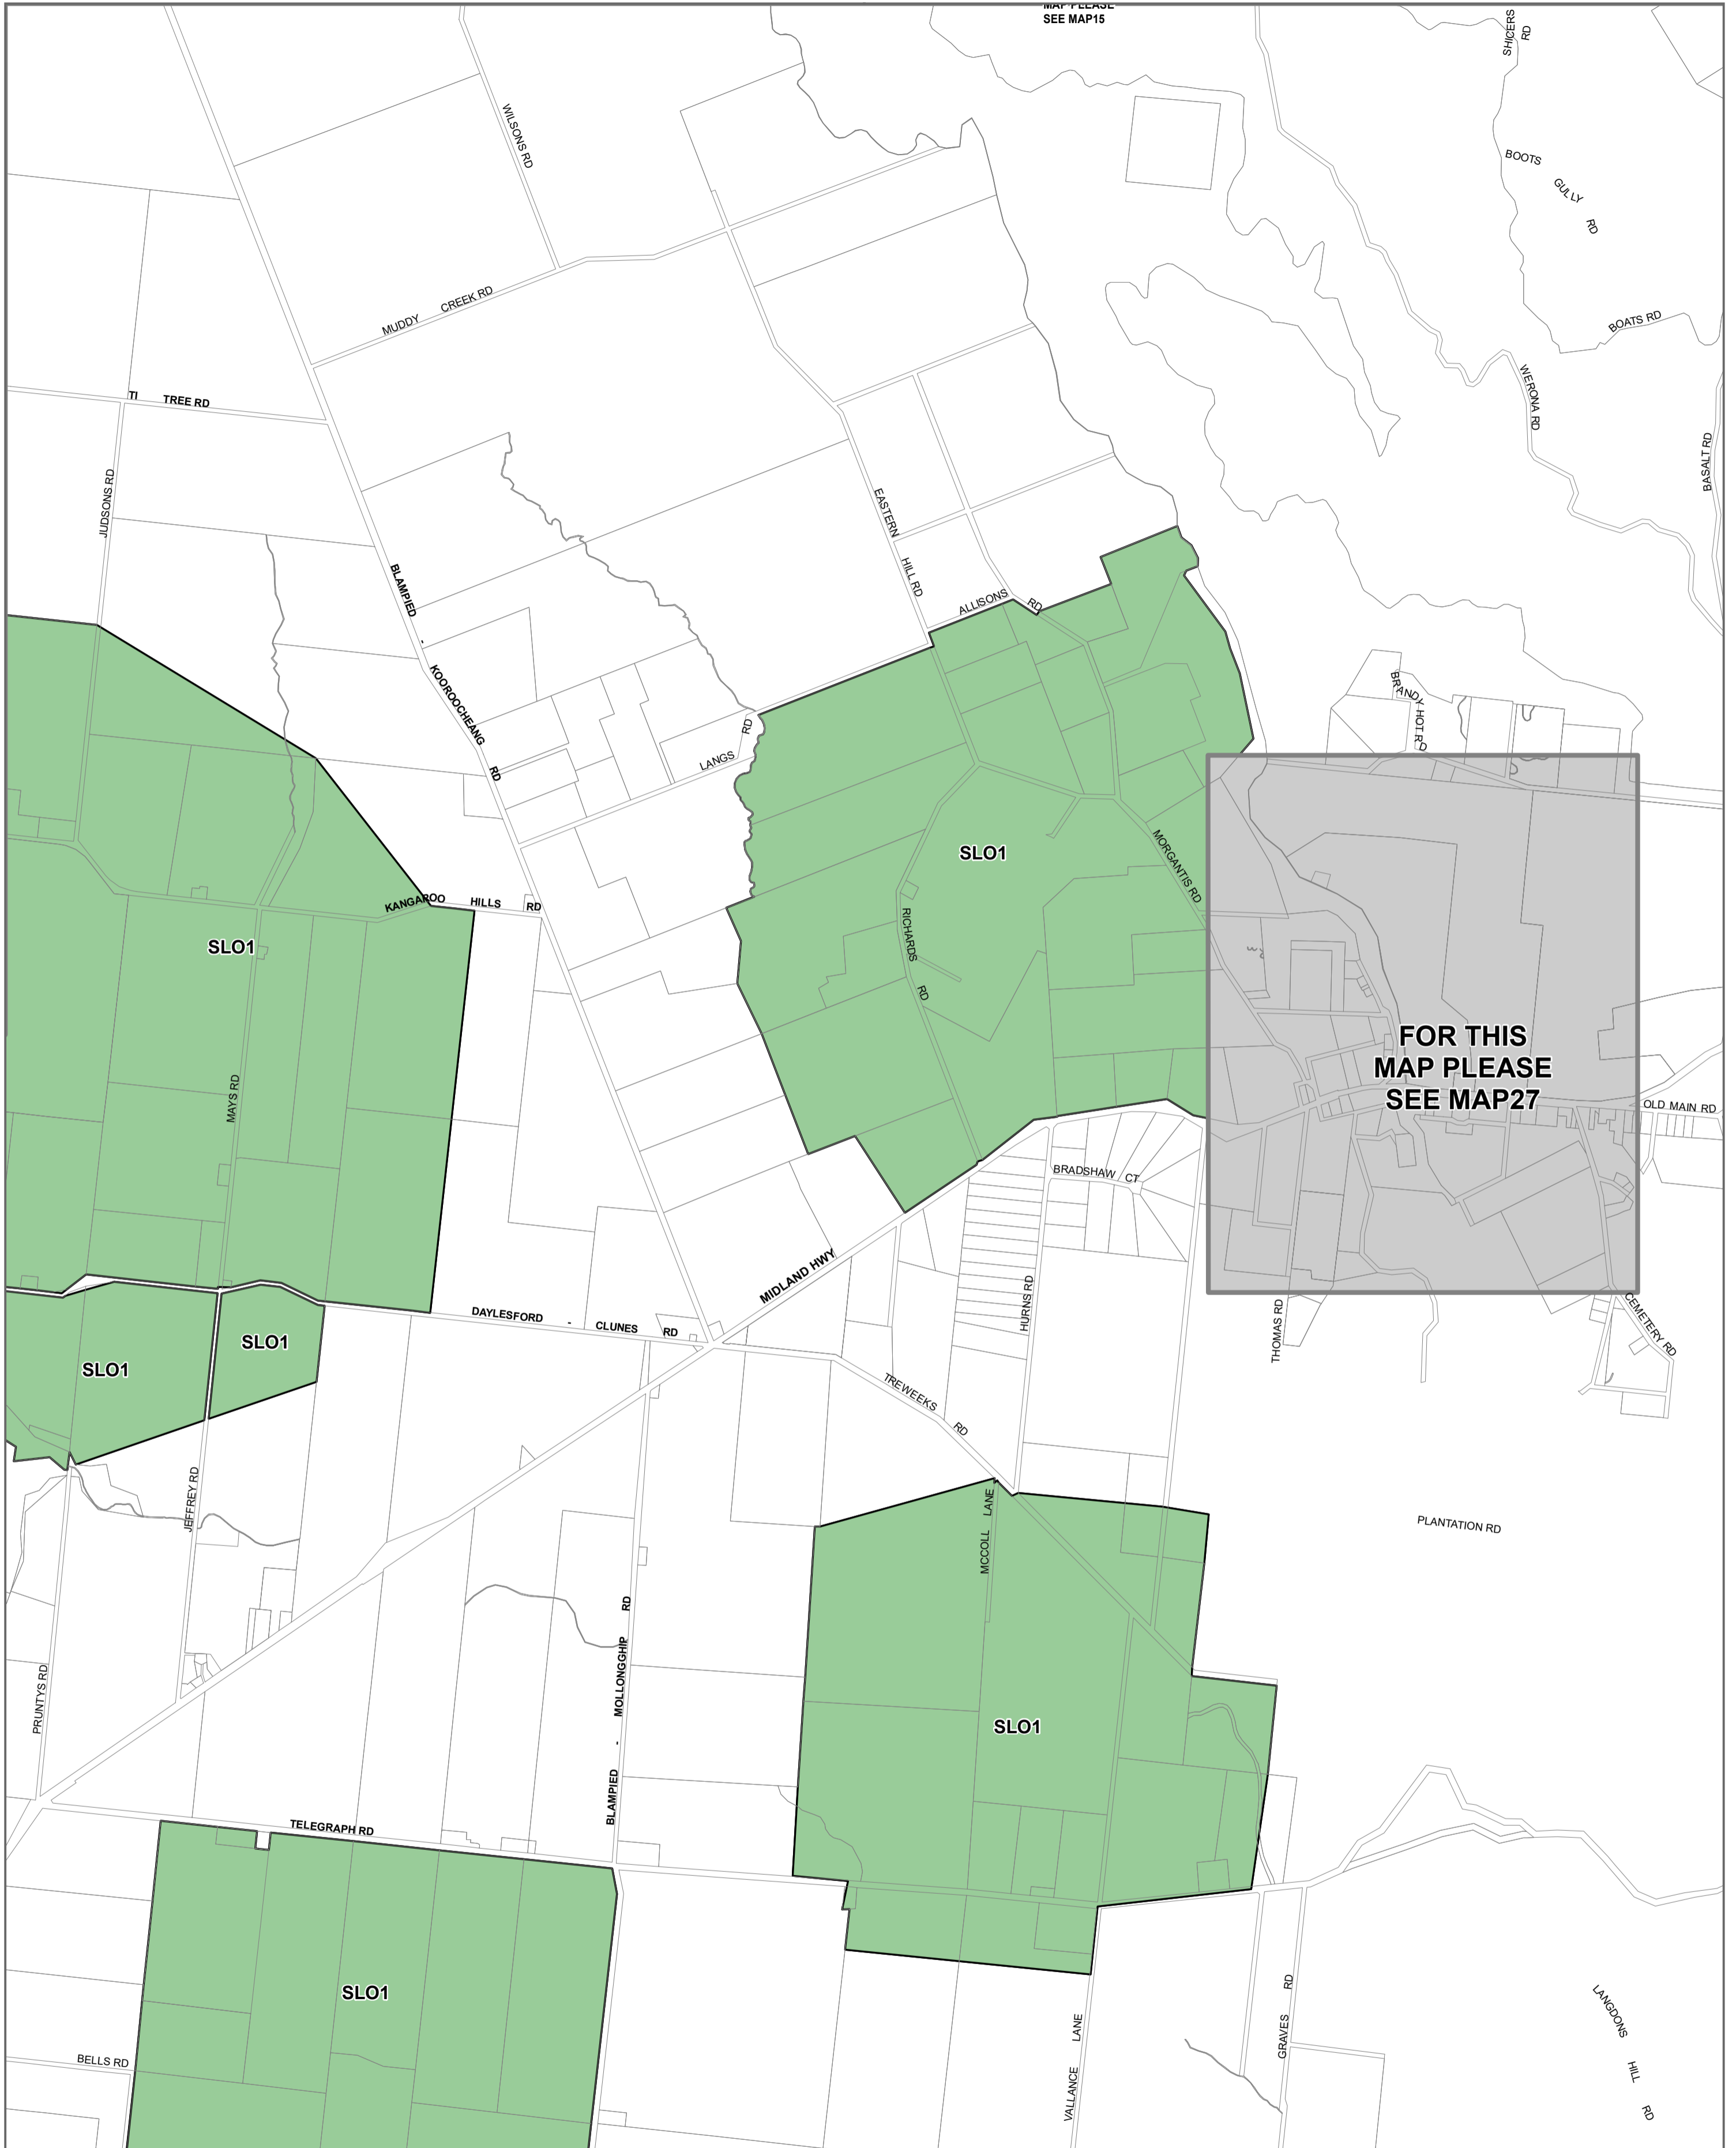 MAP PLEASE
SEE MAP15
SHICERS
RD
WILSONS RD
BOOTS
GULLY
RD
MUDDY CREEK RD
BOATS RD
TI TREE RD
WERONA RD
BASALT RD
JUDSONS RD
EASTERN
HILL RD
BLAMPIED
-
KOOROOCHEANG
RD
ALLISONS RD
BRANDY HOT RD
LANGS RD
SLO1
MORGANTIS RD
KANGAROO HILLS RD
SLO1
RICHARDS
RD
FOR THIS
MAP PLEASE
SEE MAP27
MAYS RD
OLD MAIN RD
BRADSHAW CT
MIDLAND HWY
HURNS RD
THOMAS RD
CEMETERY RD
DAYLESFORD - CLUNES RD
SLO1
SLO1
TREWEEKS
RD
JEFFREY RD
MCCOLL LANE
PLANTATION RD
PRUNTYS RD
BLAMPIED - MOLLONGGHIP RD
SLO1
TELEGRAPH RD
SLO1
BELLS RD
VALLANCE LANE
GRAVES RD
LANGDONS
HILL
RD